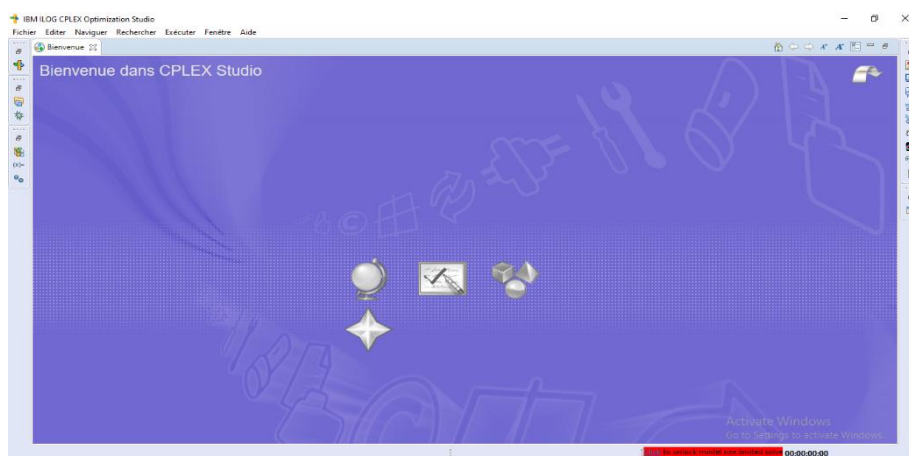 IBM ILOG CPLEX Optimization Studio
Fichier Editer Naviguer Rechercher Exécuter Fenêtre Aide
Bienvenue
Bienvenue dans CPLEX Studio
(x)=
Activate Windows
Go to Settings to activate Windows.
00:00:00:00